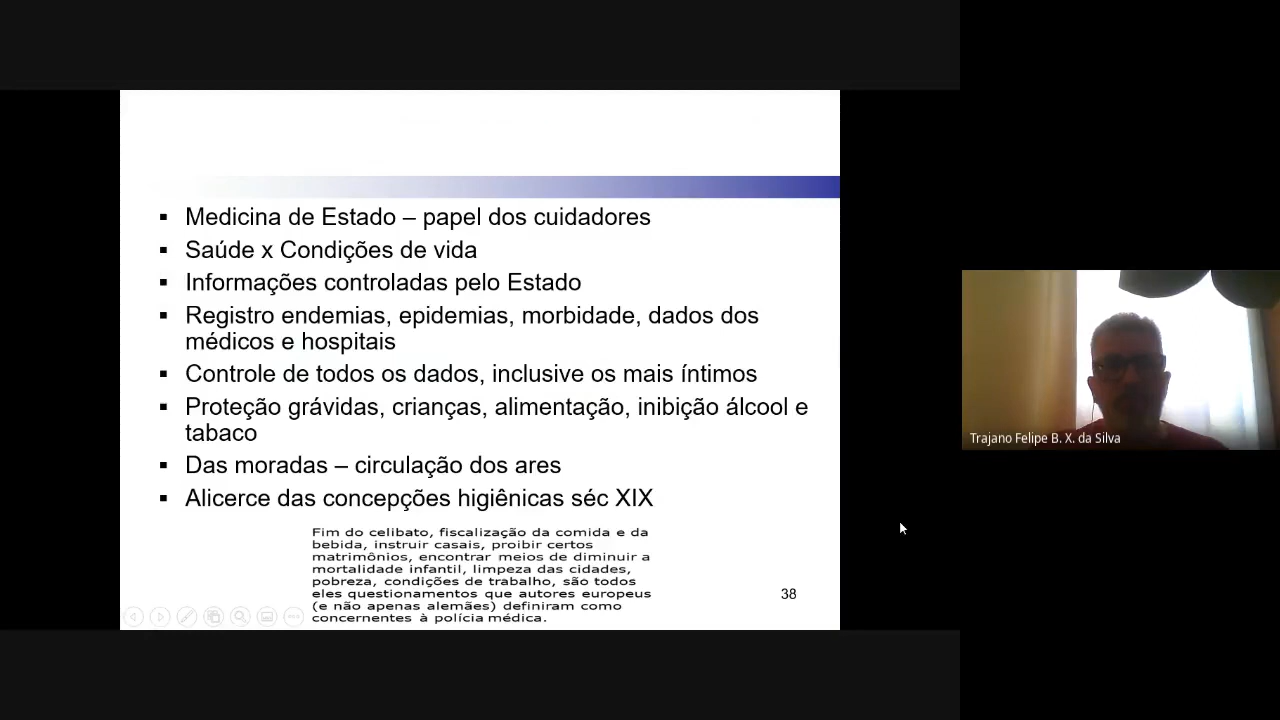 ▪ Medicina de Estado – papel dos cuidadores
▪ Saúde x Condições de vida
▪ Informações controladas pelo Estado
▪ Registro endemias, epidemias, morbidade, dados dos
médicos e hospitais
▪ Controle de todos os dados, inclusive os mais íntimos
▪ Proteção grávidas, crianças, alimentação, inibição álcool e
tabaco
▪ Das moradas – circulação dos ares
▪ Alicerce das concepções higiênicas séc XIX
Fim do celibato, fiscalização da comida e da
bebida, instruir casais, proibir certos
matrimônios, encontrar meios de diminuir a
mortalidade infantil, limpeza das cidades,
pobreza, condições de trabalho, são todos
eles questionamentos que autores europeus
(e não apenas alemães) definiram como
concernentes à polícia médica.
38
Trajano Felipe B. X. da Silva